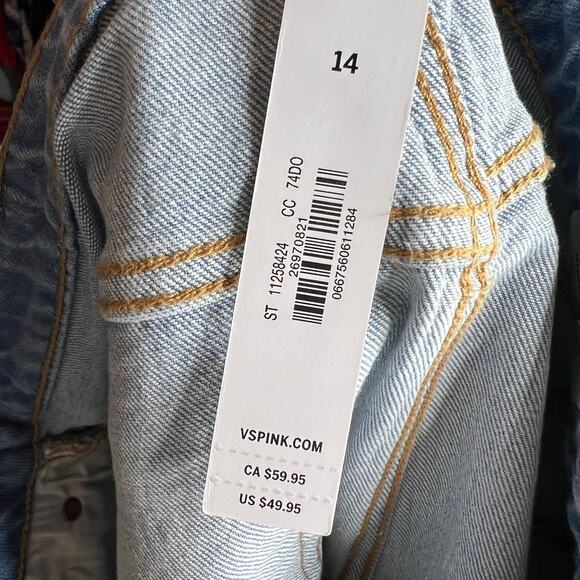 14
ST 11258424 CC 74DO
26970821
0667560611284
VSPINK.COM
CA $59.95
US $49.95